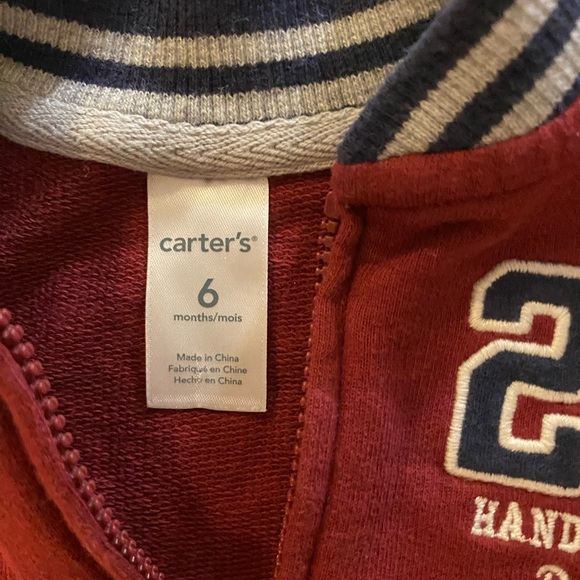 carter's®
6
months/mois
Made in China
Fabriqué en Chine
Hecho en China
2
HAND